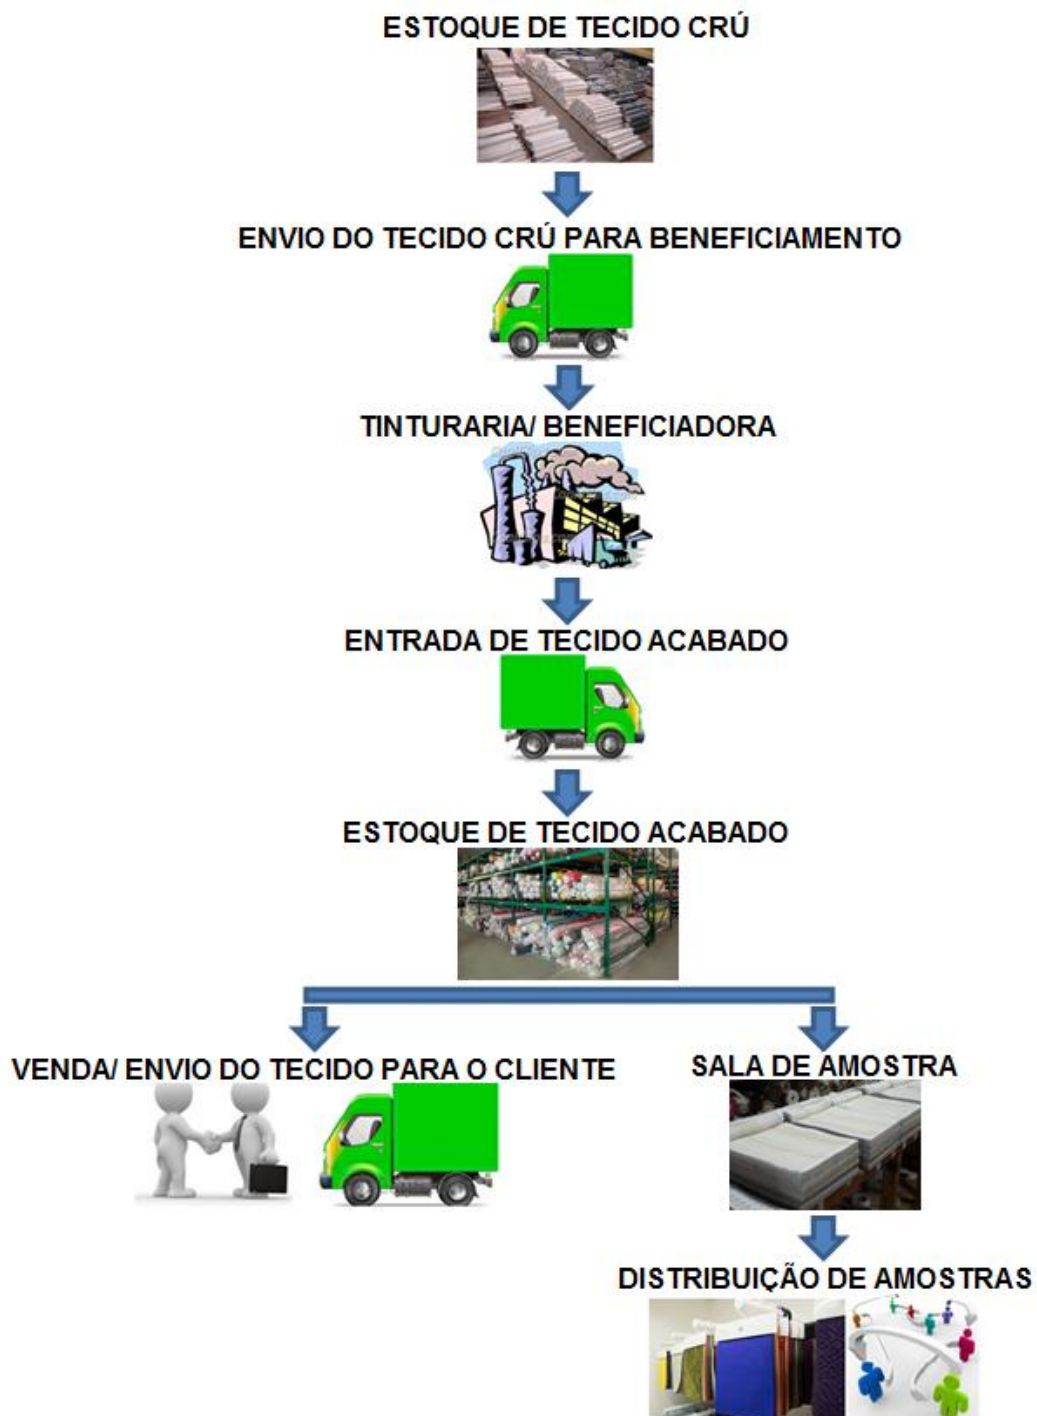 ESTOQUE DE TECIDO CRÚ
ENVIO DO TECIDO CRÚ PARA BENEFICIAMENTO
TINTURARIA/ BENEFICIADORA
ENTRADA DE TECIDO ACABADO
ESTOQUE DE TECIDO ACABADO
VENDA/ ENVIO DO TECIDO PARA O CLIENTE
SALA DE AMOSTRA
DISTRIBUIÇÃO DE AMOSTRAS